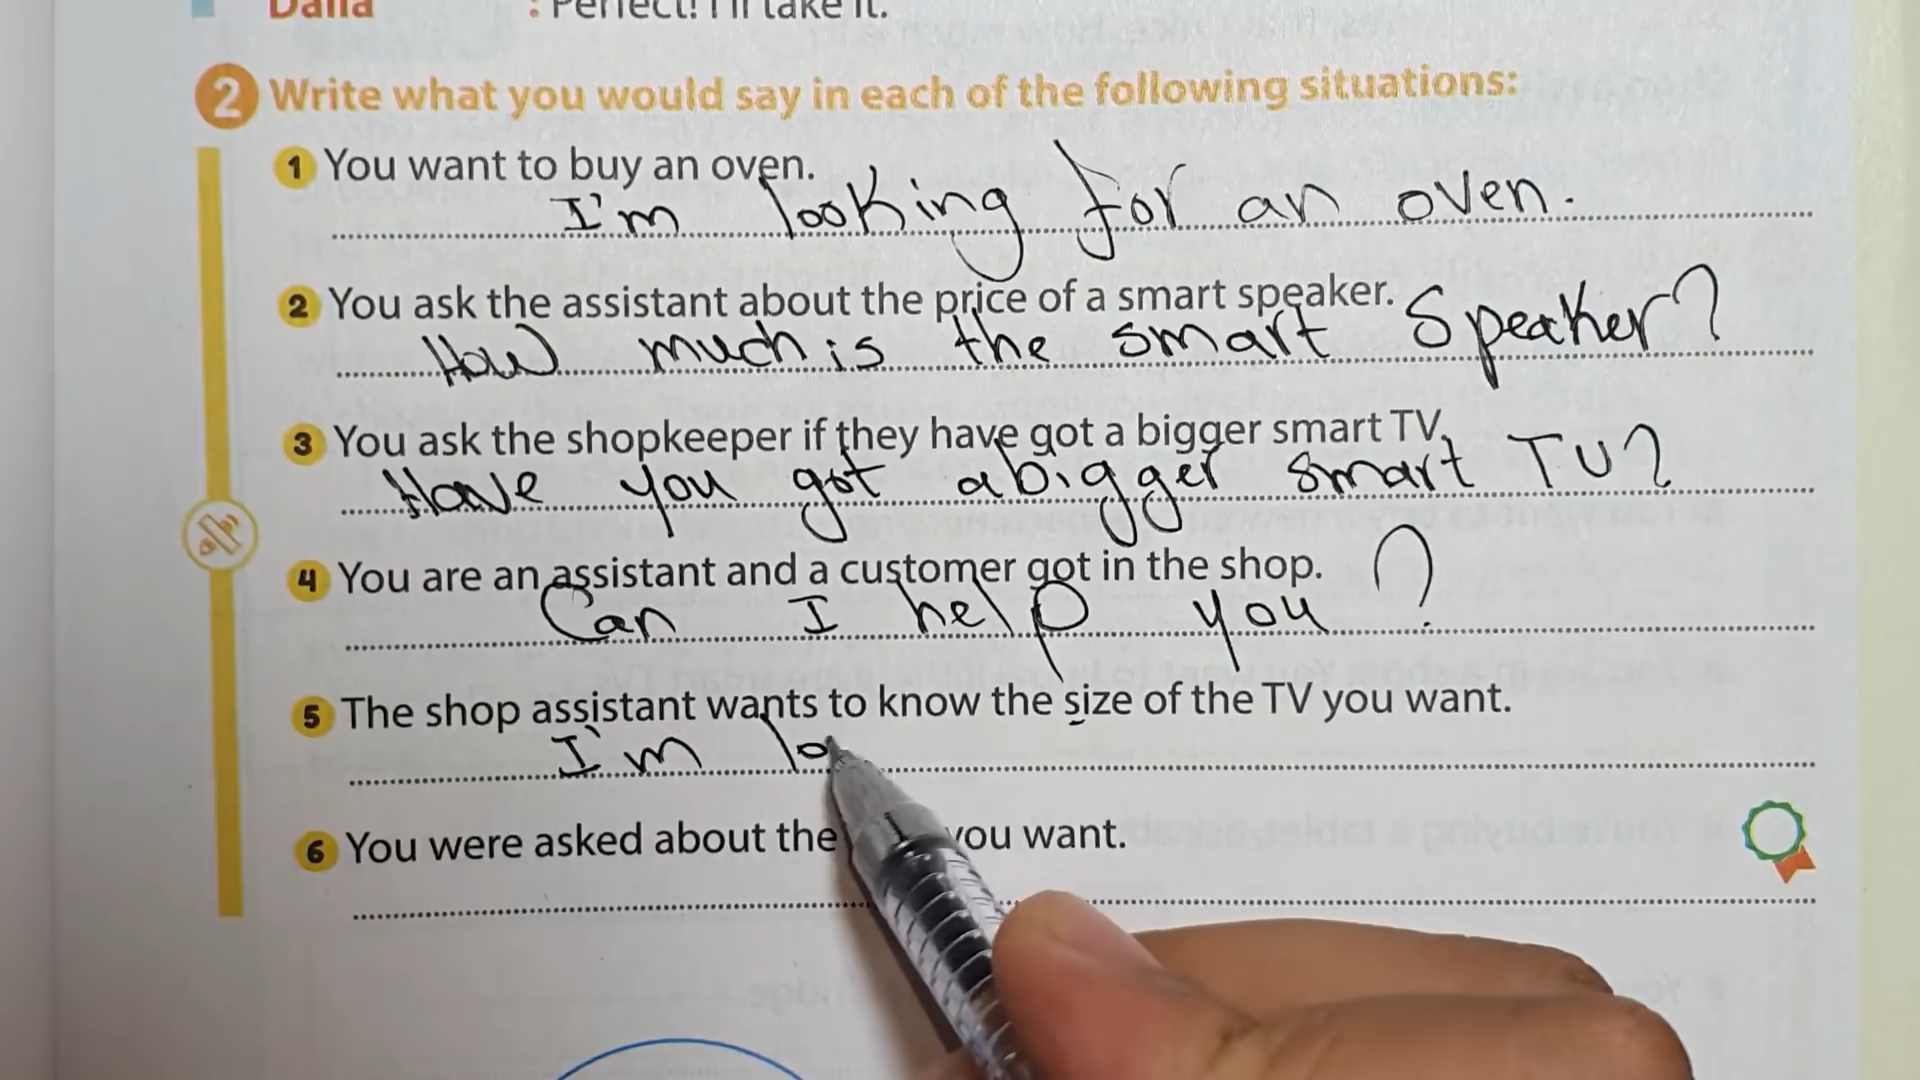 Dalia : Perfect! I'll take it.
2 Write what you would say in each of the following situations:
1 You want to buy an oven.
I'm looking for an oven.
2 You ask the assistant about the price of a smart speaker.
How much is the smart Speaker?
3 You ask the shopkeeper if they have got a bigger smart TV.
Have you got a bigger smart TV?
4 You are an assistant and a customer got in the shop.
Can I help you?
5 The shop assistant wants to know the size of the TV you want.
I'm lo
6 You were asked about the you want.